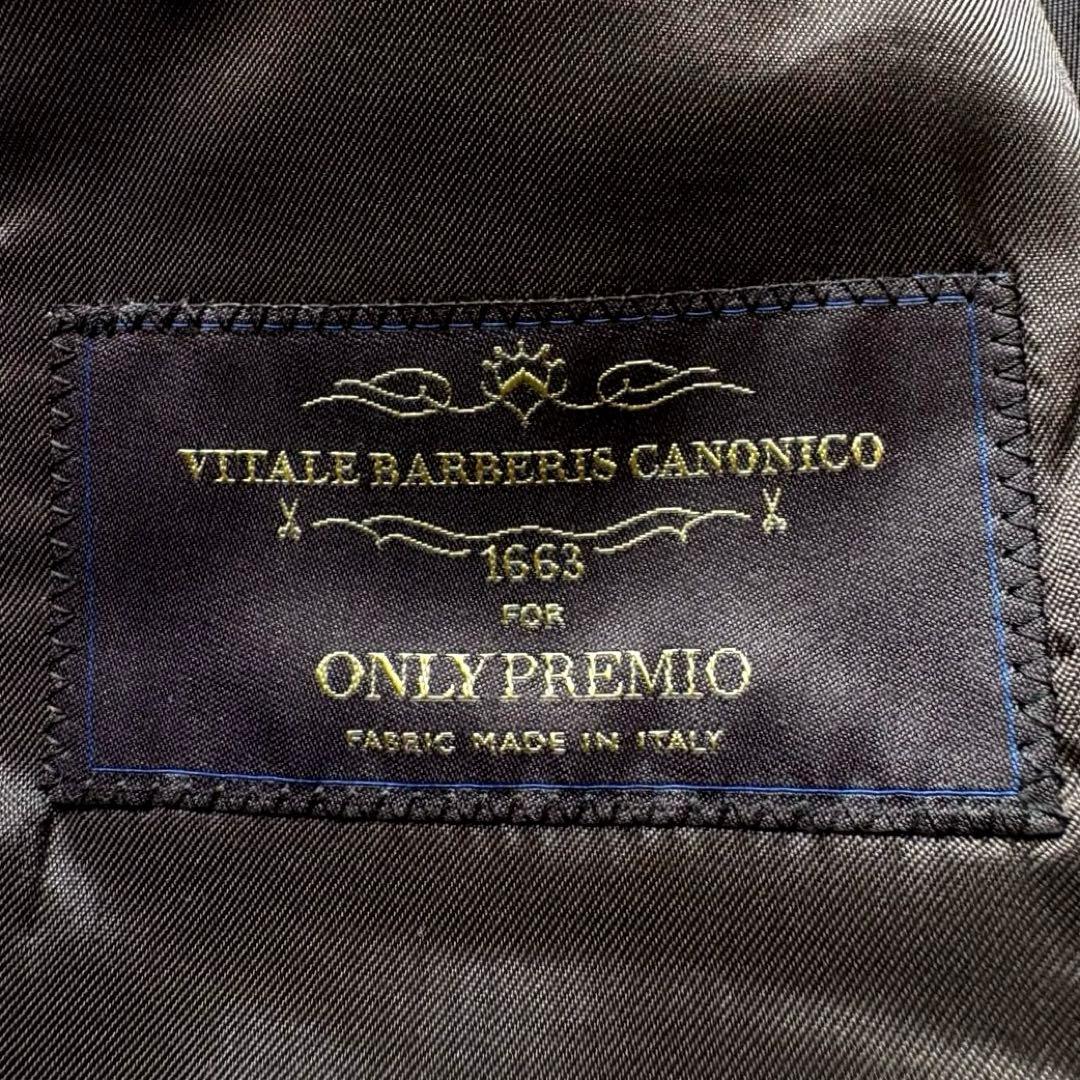 VITALE BARBERIS CANONICO
1663
FOR
ONLY PREMIO
FABRIC MADE IN ITALY